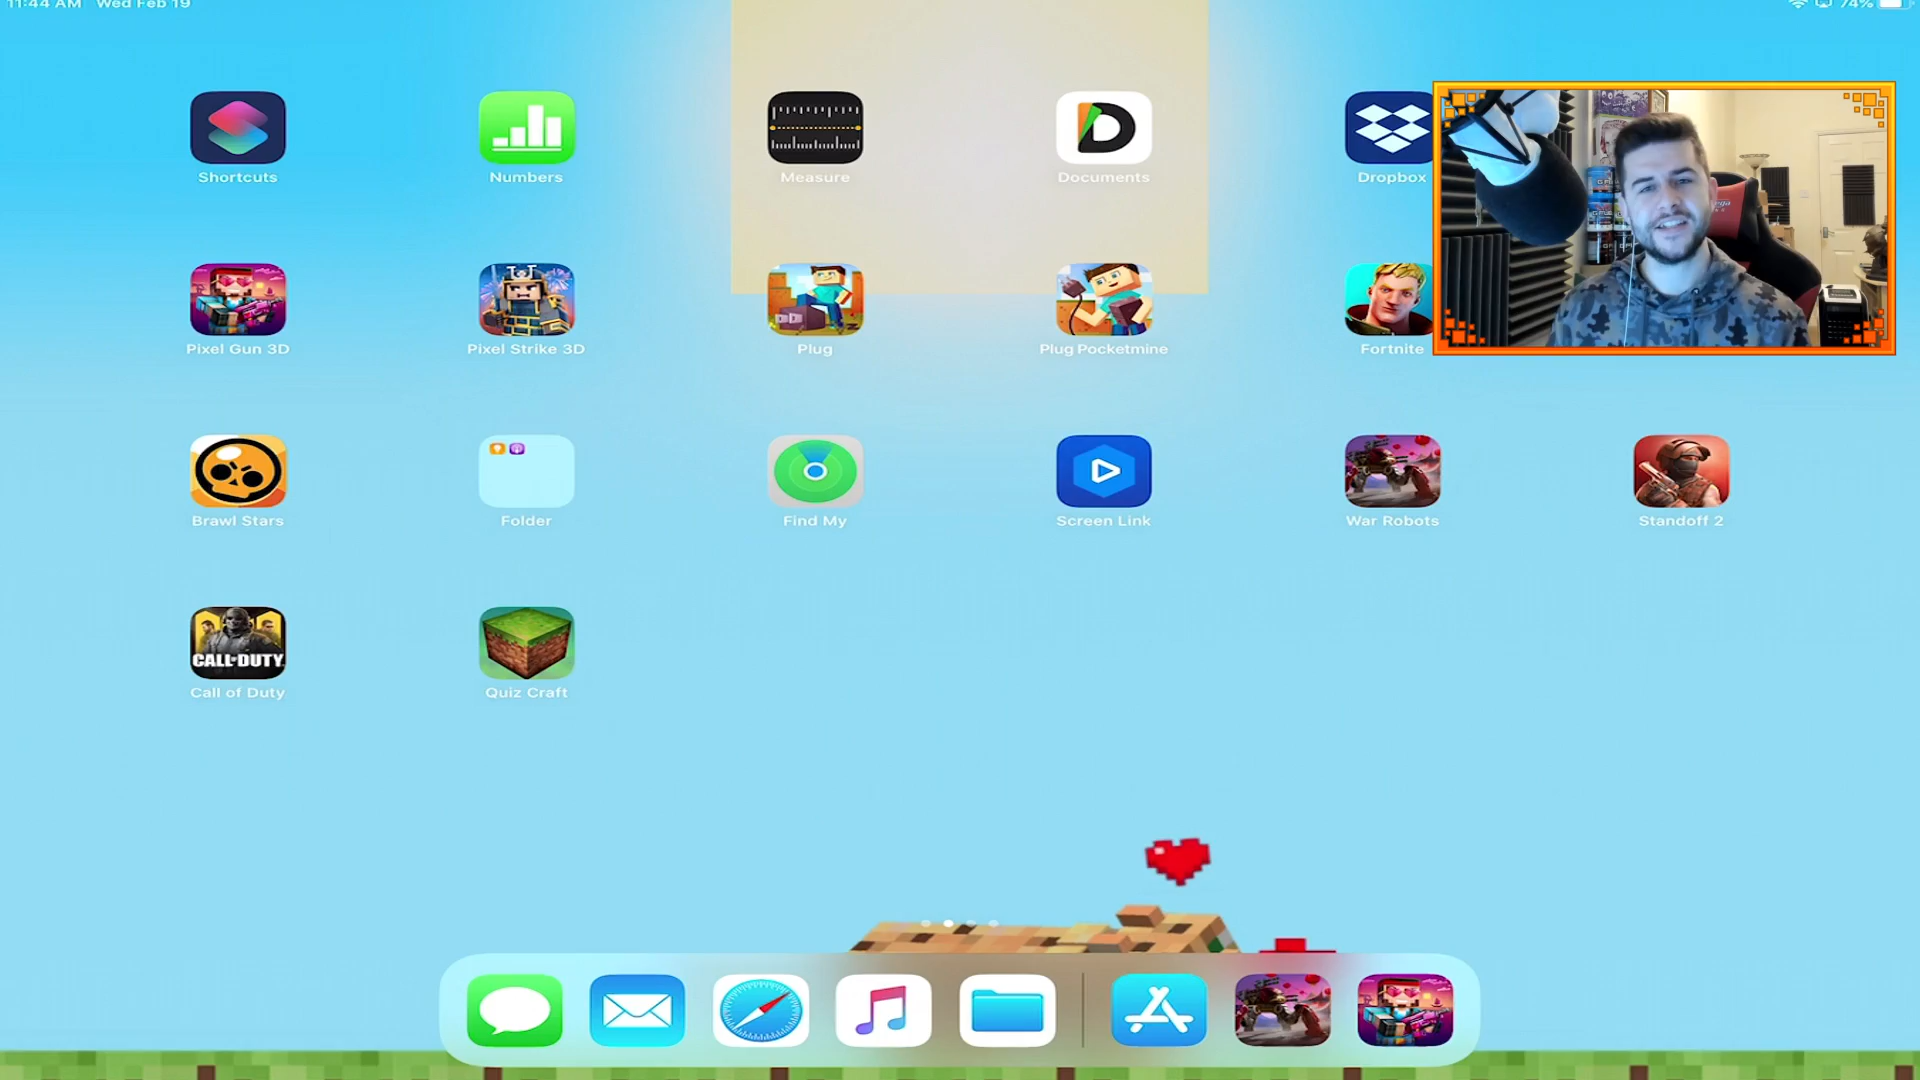 11:44 AM Wed Feb 19
74%
Shortcuts
Numbers
Measure
Documents
Dropbox
Pixel Gun 3D
Pixel Strike 3D
Plug
Plug Pocketmine
Fortnite
Brawl Stars
Folder
Find My
Screen Link
War Robots
Standoff 2
CALL OF DUTY
Call of Duty
Quiz Craft